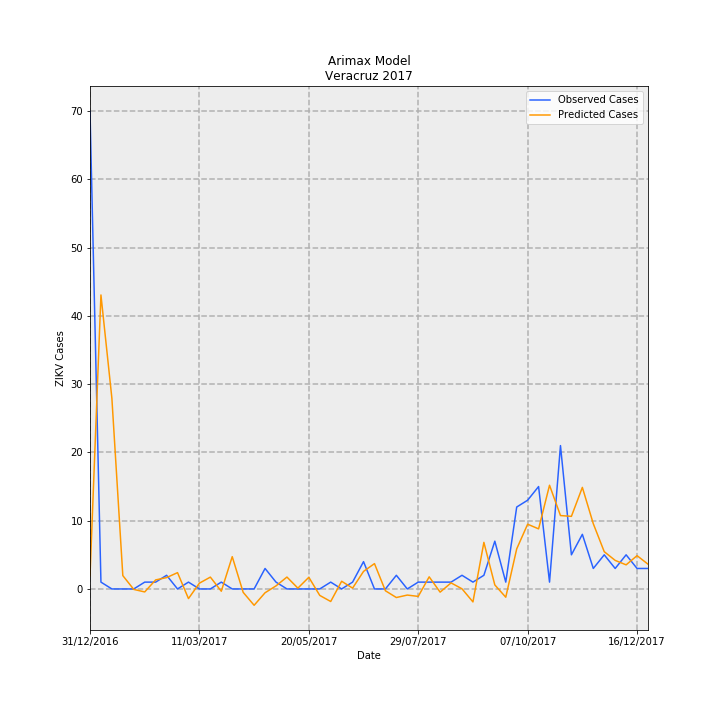 Arimax Model
Veracruz 2017
Observed Cases
Predicted Cases
70
60
50
40
30
20
10
0
ZIKV Cases
31/12/2016
11/03/2017
20/05/2017
29/07/2017
07/10/2017
16/12/2017
Date